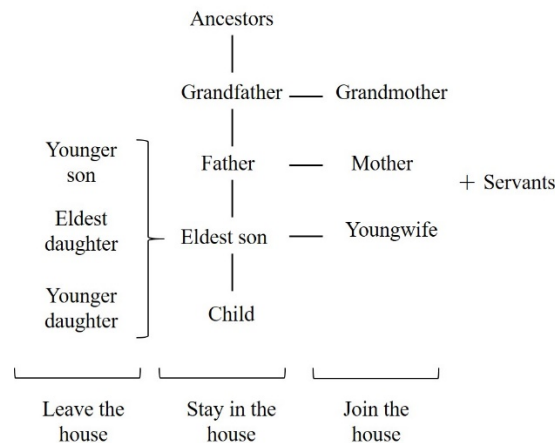 Ancestors
Grandfather
Grandmother
Younger
son
Father
Mother
+ Servants
Eldest
daughter
Eldest son
Youngwife
Younger
daughter
Child
Leave the
house
Stay in the
house
Join the
house